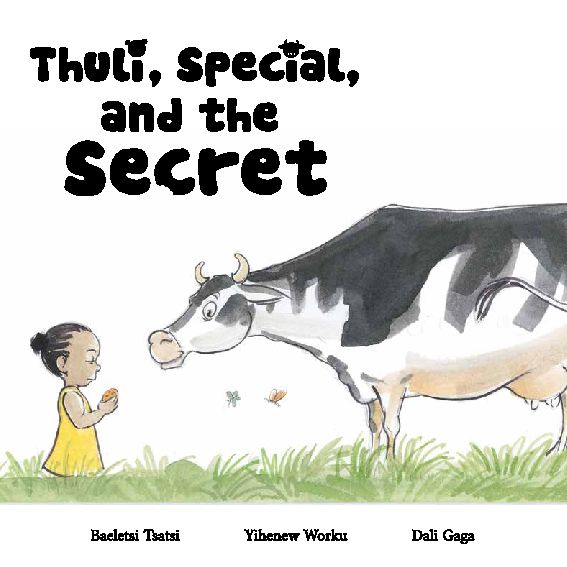 Thuli, Special,
and the
Secret
Baeletsi Tsatsi Yihenew Worku Dali Gaga